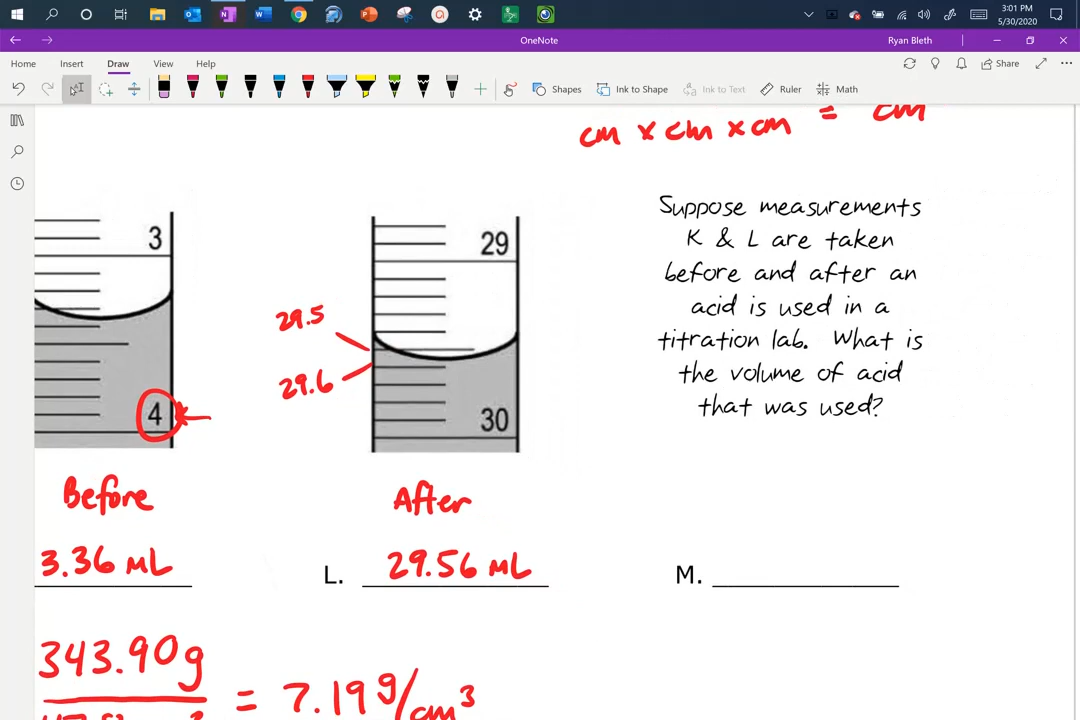 3:01 PM
5/30/2020
OneNote
Ryan Bleth
Home Insert Draw View Help
Share
Shapes Ink to Shape Ink to Text Ruler Math
cm x cm x cm = cm
3
4
29
30
29.5
29.6
Suppose measurements
K & L are taken
before and after an
acid is used in a
titration lab. What is
the volume of acid
that was used?
Before
After
3.36 mL
L. 29.56 mL
M.
343.90g
= 7.19 g/cm³